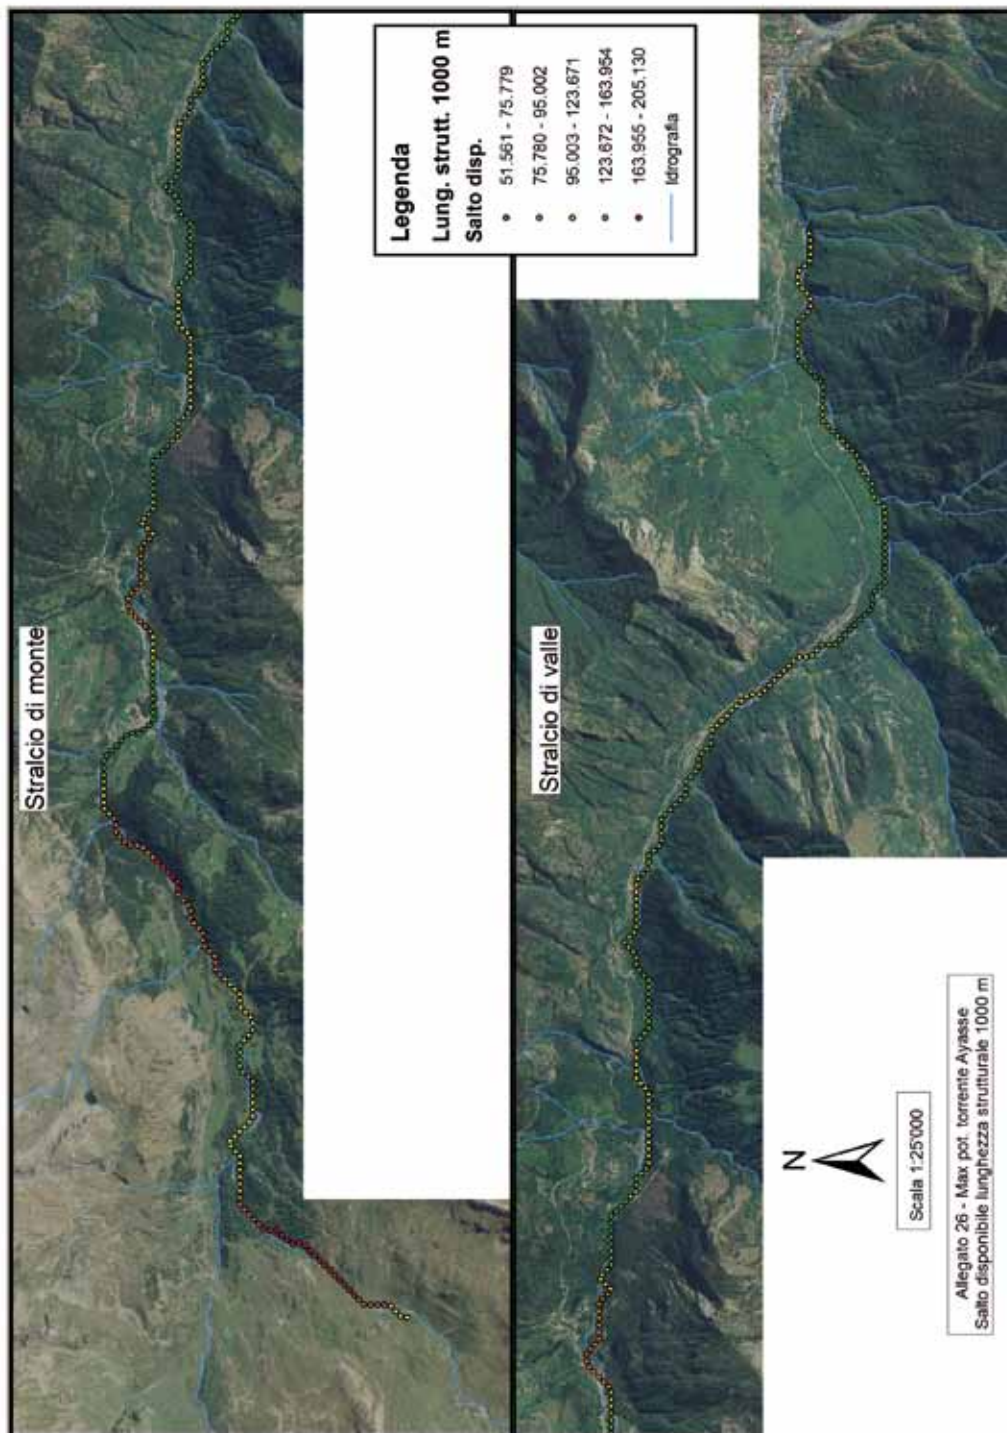 Stralcio di monte
Legenda
Lung. strutt. 1000 m
Salto disp.
51.561 - 75.779
75.780 - 95.002
95.003 - 123.671
123.672 - 163.954
163.955 - 205.130
Idrografia
Stralcio di valle
N
Scala 1:25'000
Allegato 26 - Max pot. torrente Ayasse
Salto disponibile lunghezza strutturale 1000 m